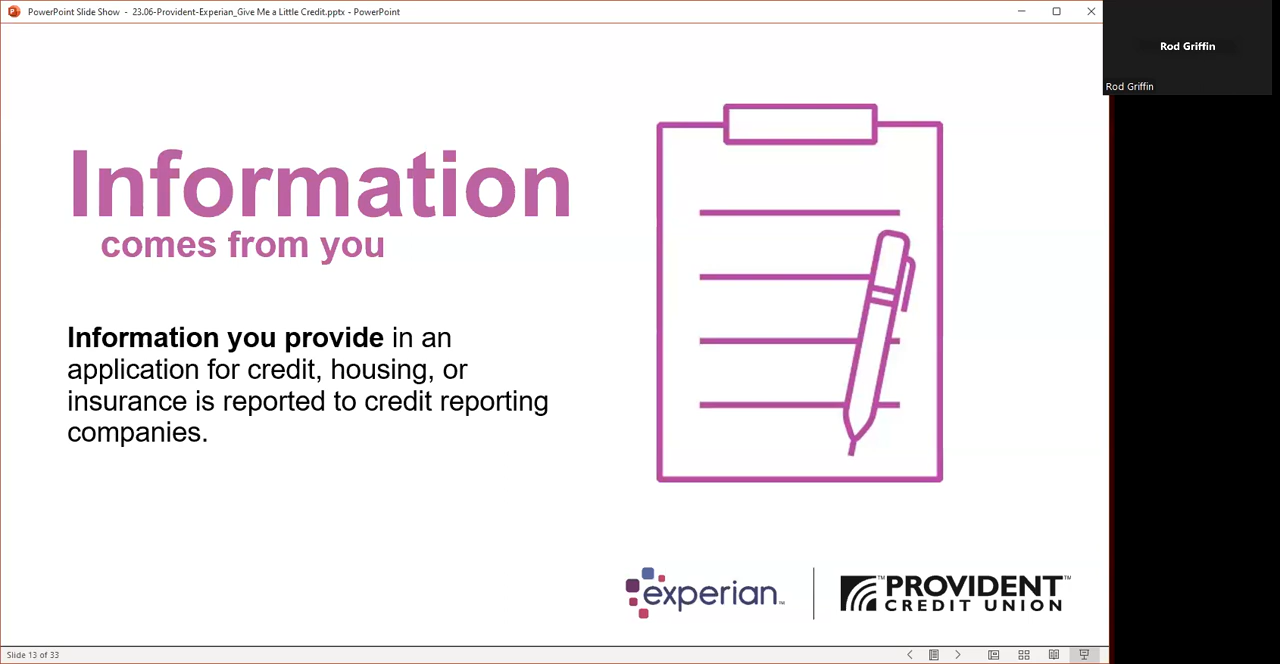 PowerPoint Slide Show - 23.06-Provident-Experian_Give Me a Little Credit.pptx - PowerPoint
Rod Griffin
Rod Griffin
Information
comes from you
Information you provide in an
application for credit, housing, or
insurance is reported to credit reporting
companies.
experian™
™PROVIDENT™
CREDIT UNION
Slide 13 of 33